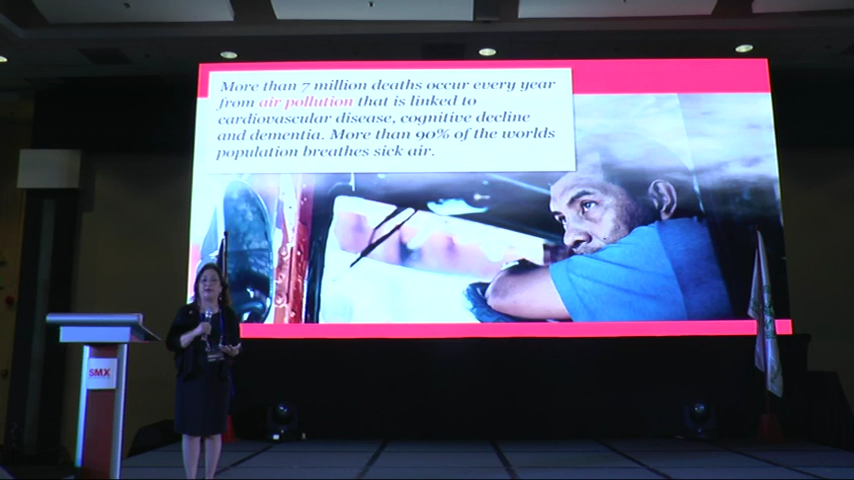 More than 7 million deaths occur every year
from air pollution that is linked to
cardiovascular disease, cognitive decline
and dementia. More than 90% of the worlds
population breathes sick air.
SMX